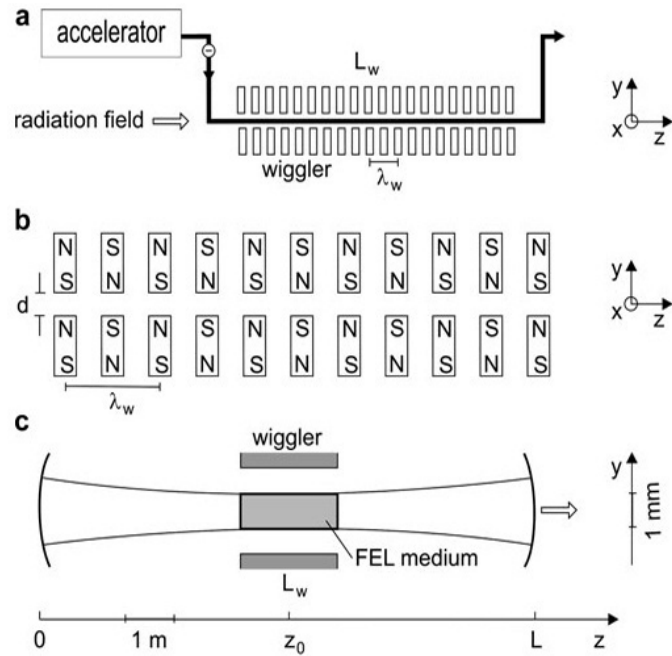 a
accelerator
L_w
radiation field
wiggler
λ_w
y
x
z
b
N S N S N N N S N S N
S N S N S S S N S N S
d
N S N S N N N S N S N
S N S N S S S N S N S
λ_w
y
x
z
c
wiggler
y
FEL medium
1 mm
L_w
0 1 m z_0 L z